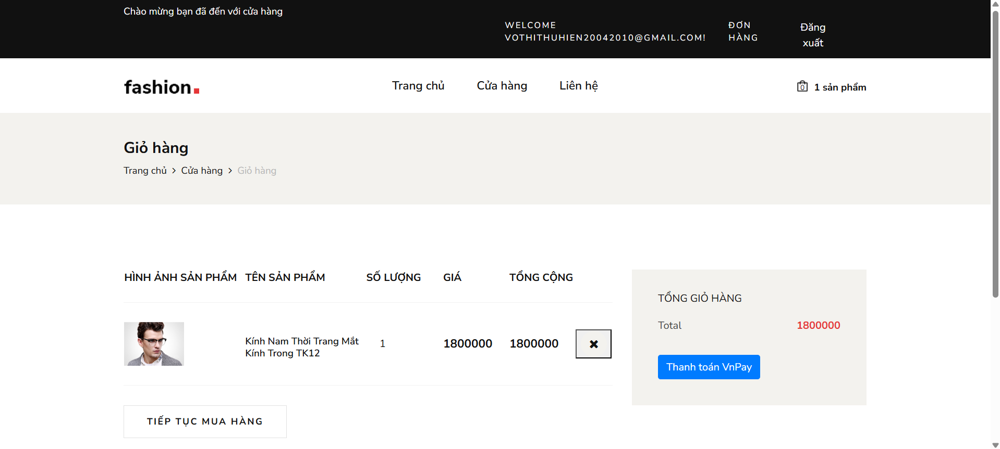 Chào mừng bạn đã đến với cửa hàng
WELCOME
VOTHITHUHIEN20042010@GMAIL.COM!
ĐƠN
HÀNG
Đăng
xuất
fashion.
Trang chủ
Cửa hàng
Liên hệ
0
1 sản phẩm
Giỏ hàng
Trang chủ > Cửa hàng > Giỏ hàng
HÌNH ẢNH SẢN PHẨM TÊN SẢN PHẨM SỐ LƯỢNG GIÁ TỔNG CỘNG
Kính Nam Thời Trang Mắt
Kính Trong TK12
1
1800000
1800000
TIẾP TỤC MUA HÀNG
TỔNG GIỎ HÀNG
Total 1800000
Thanh toán VnPay